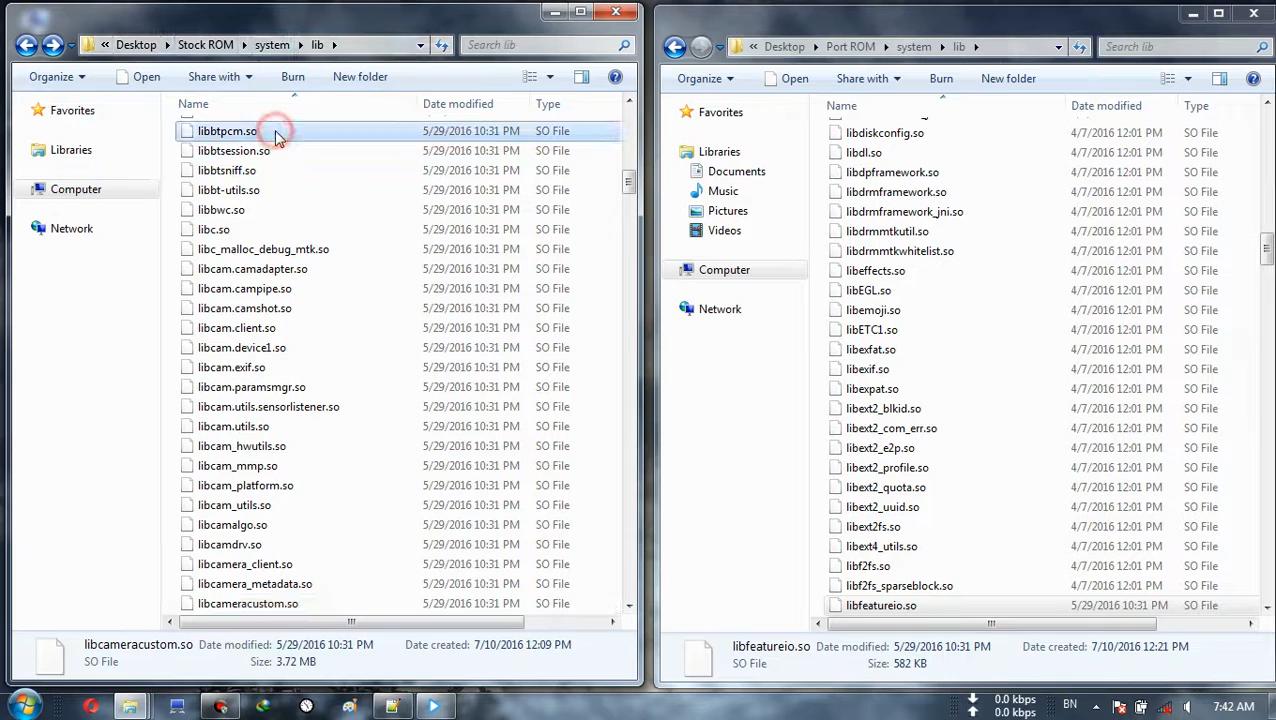 « Desktop ▸ Stock ROM ▸ system ▸ lib ▸
Search lib
Organize Open Share with Burn New folder
Name Date modified Type
Favorites
Libraries
Computer
Network
libbtpcm.so 5/29/2016 10:31 PM SO File
libbtsession.so 5/29/2016 10:31 PM SO File
libbtsniff.so 5/29/2016 10:31 PM SO File
libbt-utils.so 5/29/2016 10:31 PM SO File
libbwc.so 5/29/2016 10:31 PM SO File
libc.so 5/29/2016 10:31 PM SO File
libc_malloc_debug_mtk.so 5/29/2016 10:31 PM SO File
libcam.camadapter.so 5/29/2016 10:31 PM SO File
libcam.campipe.so 5/29/2016 10:31 PM SO File
libcam.camshot.so 5/29/2016 10:31 PM SO File
libcam.client.so 5/29/2016 10:31 PM SO File
libcam.device1.so 5/29/2016 10:31 PM SO File
libcam.exif.so 5/29/2016 10:31 PM SO File
libcam.paramsmgr.so 5/29/2016 10:31 PM SO File
libcam.utils.sensorlistener.so 5/29/2016 10:31 PM SO File
libcam.utils.so 5/29/2016 10:31 PM SO File
libcam_hwutils.so 5/29/2016 10:31 PM SO File
libcam_mmp.so 5/29/2016 10:31 PM SO File
libcam_platform.so 5/29/2016 10:31 PM SO File
libcam_utils.so 5/29/2016 10:31 PM SO File
libcamalgo.so 5/29/2016 10:31 PM SO File
libcamdrv.so 5/29/2016 10:31 PM SO File
libcamera_client.so 5/29/2016 10:31 PM SO File
libcamera_metadata.so 5/29/2016 10:31 PM SO File
libcameracustom.so 5/29/2016 10:31 PM SO File
libcameracustom.so Date modified: 5/29/2016 10:31 PM Date created: 7/10/2016 12:09 PM
SO File Size: 3.72 MB
« Desktop ▸ Port ROM ▸ system ▸ lib ▸
Search lib
Organize Open Share with Burn New folder
Name Date modified Type
Favorites
Libraries
Documents
Music
Pictures
Videos
Computer
Network
libdiskconfig.so 4/7/2016 12:01 PM SO File
libdl.so 4/7/2016 12:01 PM SO File
libdpframework.so 4/7/2016 12:01 PM SO File
libdrmframework.so 4/7/2016 12:01 PM SO File
libdrmframework_jni.so 4/7/2016 12:01 PM SO File
libdrmmtkutil.so 4/7/2016 12:01 PM SO File
libdrmmtkwhitelist.so 4/7/2016 12:01 PM SO File
libeffects.so 4/7/2016 12:01 PM SO File
libEGL.so 4/7/2016 12:01 PM SO File
libemoji.so 4/7/2016 12:01 PM SO File
libETC1.so 4/7/2016 12:01 PM SO File
libexfat.so 4/7/2016 12:01 PM SO File
libexif.so 4/7/2016 12:01 PM SO File
libexpat.so 4/7/2016 12:01 PM SO File
libext2_blkid.so 4/7/2016 12:01 PM SO File
libext2_com_err.so 4/7/2016 12:01 PM SO File
libext2_e2p.so 4/7/2016 12:01 PM SO File
libext2_profile.so 4/7/2016 12:01 PM SO File
libext2_quota.so 4/7/2016 12:01 PM SO File
libext2_uuid.so 4/7/2016 12:01 PM SO File
libext2fs.so 4/7/2016 12:01 PM SO File
libext4_utils.so 4/7/2016 12:01 PM SO File
libf2fs.so 4/7/2016 12:01 PM SO File
libf2fs_sparseblock.so 4/7/2016 12:01 PM SO File
libfeatureio.so 5/29/2016 10:31 PM SO File
libfeatureio.so Date modified: 5/29/2016 10:31 PM Date created: 7/10/2016 12:21 PM
SO File Size: 582 KB
0.0 kbps
0.0 kbps
BN
7:42 AM